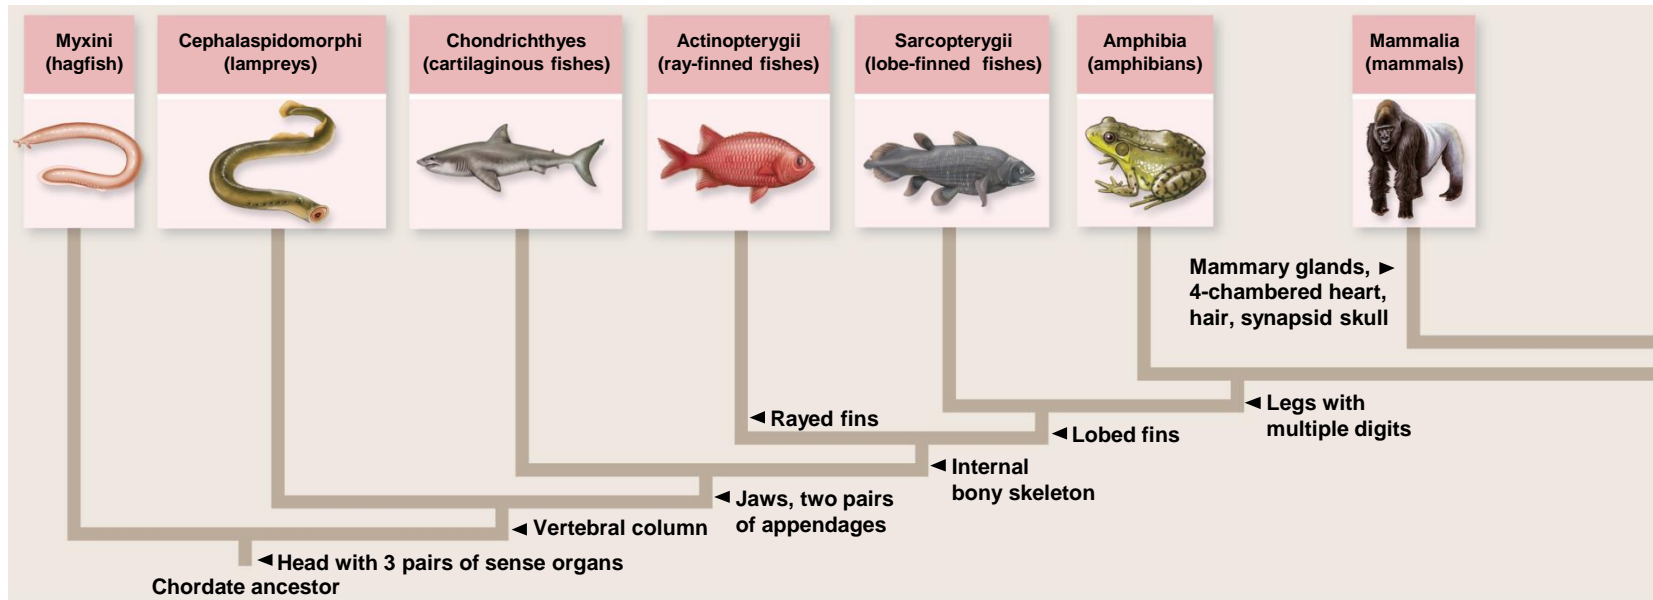 Myxini
(hagfish)
Cephalaspidomorphi
(lampreys)
Chondrichthyes
(cartilaginous fishes)
Actinopterygii
(ray-finned fishes)
Sarcopterygii
(lobe-finned fishes)
Amphibia
(amphibians)
Mammalia
(mammals)
Mammary glands,
4-chambered heart,
hair, synapsid skull
Legs with
multiple digits
Rayed fins
Lobed fins
Internal
bony skeleton
Jaws, two pairs
of appendages
Vertebral column
Head with 3 pairs of sense organs
Chordate ancestor